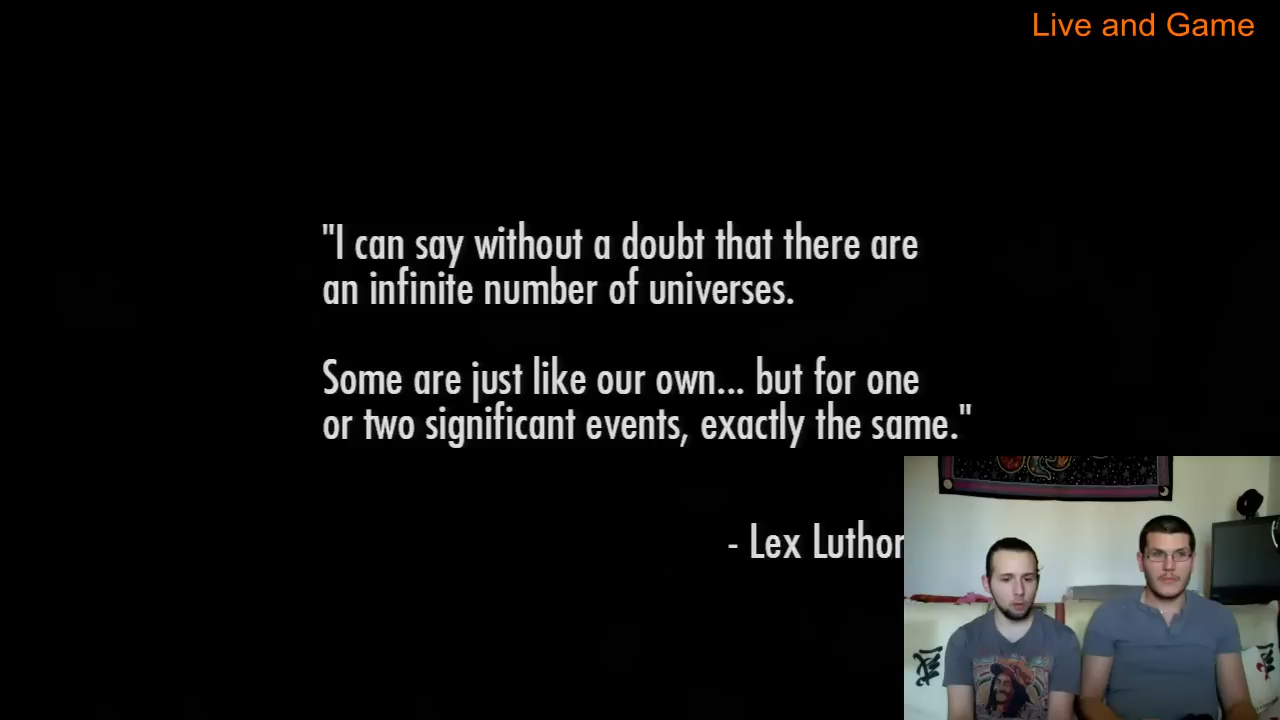 Live and Game
"I can say without a doubt that there are
an infinite number of universes.
Some are just like our own... but for one
or two significant events, exactly the same."
- Lex Luthor